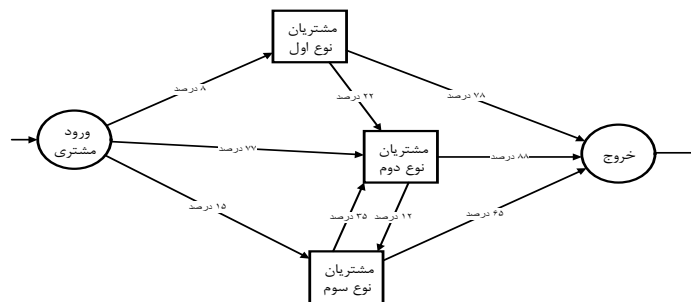 مشتریان
نوع اول
۸ درصد
۲۲ درصد
۷۸ درصد
ورود
مشتری
۷۷ درصد
مشتریان
نوع دوم
۸۸ درصد
خروج
۱۵ درصد
۳۵ درصد
۱۲ درصد
۶۵ درصد
مشتریان
نوع سوم